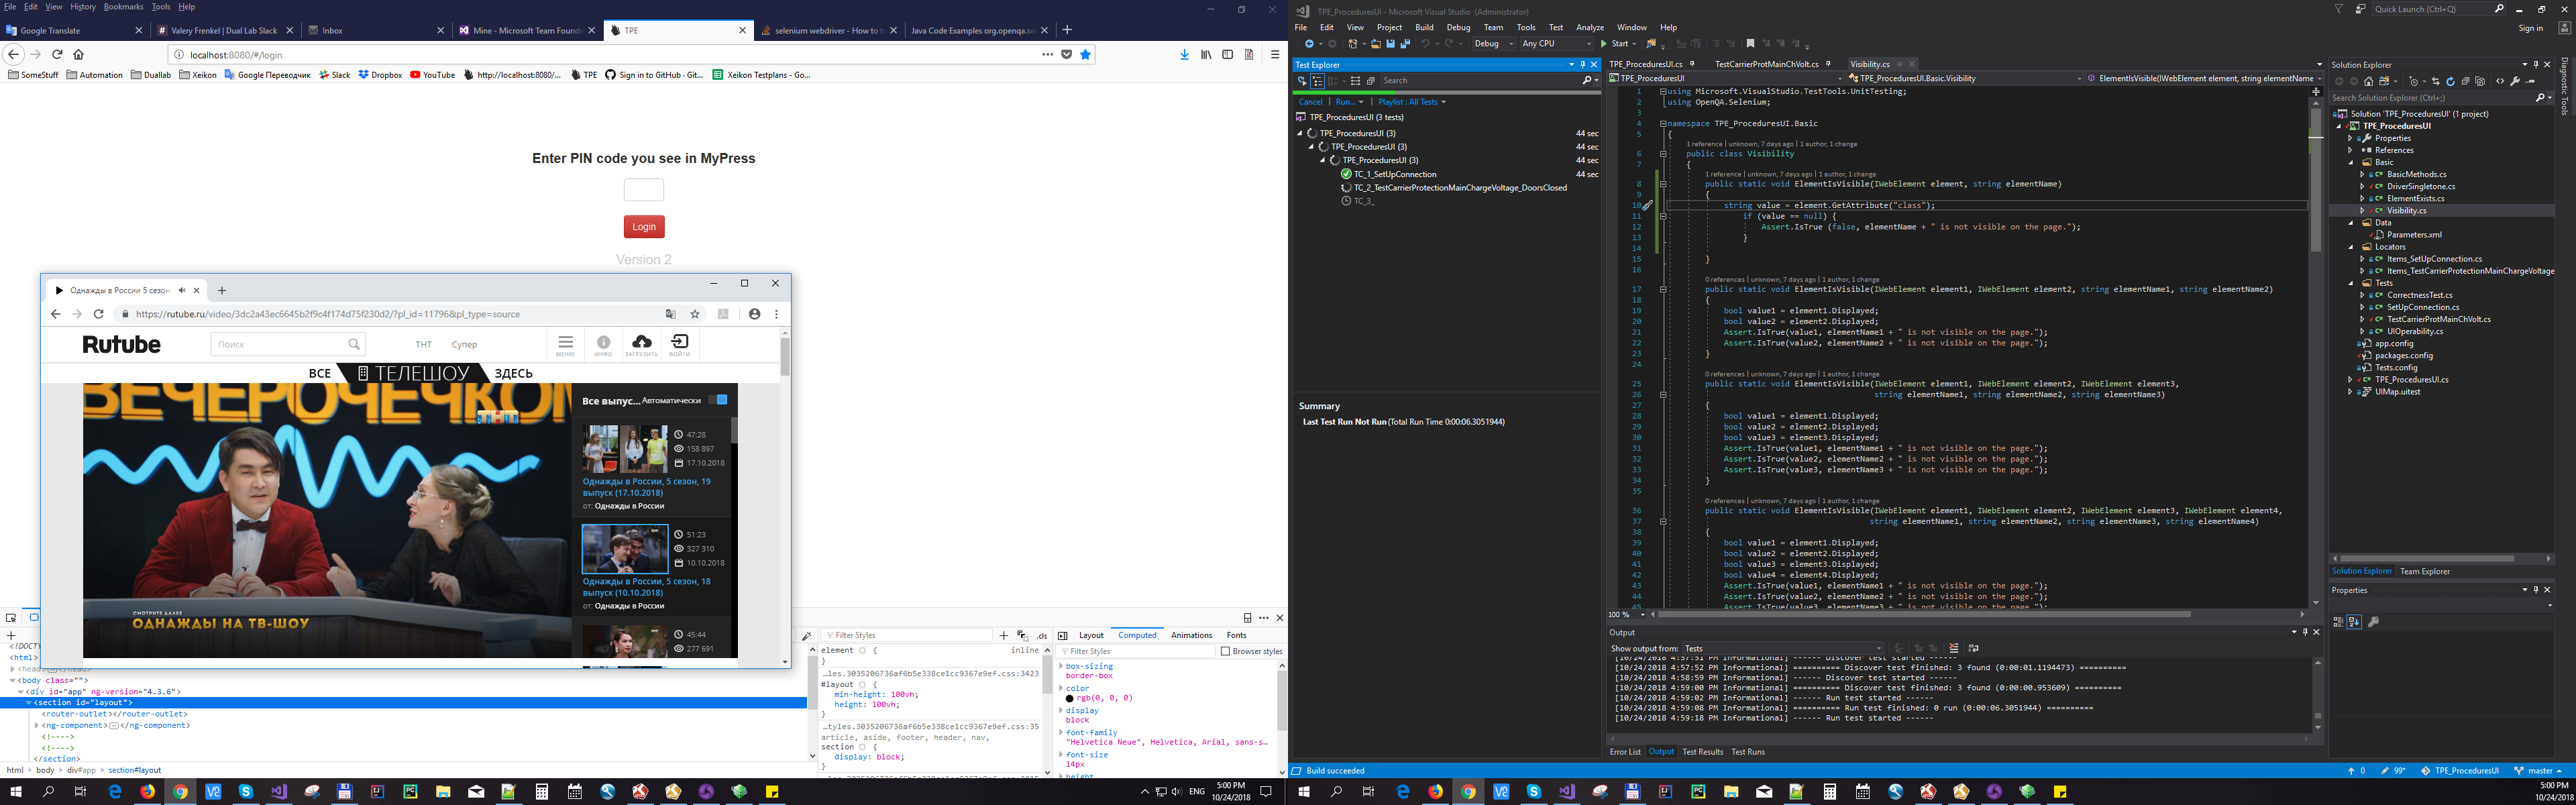 File Edit View History Bookmarks Tools Help
Google Translate
Valery Frenkel | Dual Lab Slack
Inbox
Mine - Microsoft Team Founda
TPE
selenium webdriver - How to t
Java Code Examples org.openqa.se
localhost:8080/#/login
SomeStuff Automation Duallab Xeikon Google Переводчик Slack Dropbox YouTube http://localhost:8080/... TPE Sign in to GitHub · Git... Xeikon Testplans - Go...
Enter PIN code you see in MyPress
Login
Version 2
Однажды в России 5 сезон
https://rutube.ru/video/3dc2a43ec6645b2f9c4f174d75f230d2/?pl_id=11796&pl_type=source
Rutube
Поиск
ТНТ Супер
МЕНЮ ИНФО ЗАГРУЗИТЬ ВОЙТИ
ВСЕ ТЕЛЕШОУ ЗДЕСЬ
ВЕЧЕРОЧЕЧКОМ
СМОТРИТЕ ДАЛЕЕ
ОДНАЖДЫ НА ТВ-ШОУ
Все выпус... Автоматически
47:28
158 897
17.10.2018
Однажды в России, 5 сезон, 19
выпуск (17.10.2018)
от: Однажды в России
51:23
327 310
10.10.2018
Однажды в России, 5 сезон, 18
выпуск (10.10.2018)
от: Однажды в России
45:44
277 691
<!DOCTY
<html>
<head>
<body class="">
<div id="app" ng-version="4.3.6">
<section id="layout">
<router-outlet></router-outlet>
<ng-component></ng-component>
<!---->
<!---->
</section>
html > body > div#app > section#layout
Filter Styles
.cls
element { inline
}
...les.3035206736af6b5e338ce1cc9367e9ef.css:3423
#layout {
min-height: 100vh;
height: 100vh;
}
...tyles.3035206736af6b5e338ce1cc9367e9ef.css:35
article, aside, footer, header, nav,
section {
display: block;
}
Layout Computed Animations Fonts
Filter Styles Browser styles
box-sizing
border-box
color
rgb(0, 0, 0)
display
block
font-family
"Helvetica Neue", Helvetica, Arial, sans-s...
font-size
14px
height
ENG
5:00 PM
10/24/2018
TPE_ProceduresUI - Microsoft Visual Studio (Administrator)
Quick Launch (Ctrl+Q)
File Edit View Project Build Debug Team Tools Test Analyze Window Help
Sign in
Debug Any CPU Start
Test Explorer
Search
Cancel | Run... | Playlist : All Tests
TPE_ProceduresUI (3 tests)
TPE_ProceduresUI (3) 44 sec
TPE_ProceduresUI (3) 44 sec
TPE_ProceduresUI (3) 44 sec
TC_1_SetUpConnection 44 sec
TC_2_TestCarrierProtectionMainChargeVoltage_DoorsClosed
TC_3_
Summary
Last Test Run Not Run (Total Run Time 0:00:06.3051944)
TPE_ProceduresUI.cs TestCarrierProtMainChVolt.cs Visibility.cs
TPE_ProceduresUI TPE_ProceduresUI.Basic.Visibility ElementIsVisible(IWebElement element, string elementName
1 using Microsoft.VisualStudio.TestTools.UnitTesting;
2 using OpenQA.Selenium;
3
4 namespace TPE_ProceduresUI.Basic
5 {
1 reference | unknown, 7 days ago | 1 author, 1 change
6 public class Visibility
7 {
1 reference | unknown, 7 days ago | 1 author, 1 change
8 public static void ElementIsVisible(IWebElement element, string elementName)
9 {
10 string value = element.GetAttribute("class");
11 if (value == null) {
12 Assert.IsTrue (false, elementName + " is not visible on the page.");
13 }
14
15 }
16
0 references | unknown, 7 days ago | 1 author, 1 change
17 public static void ElementIsVisible(IWebElement element1, IWebElement element2, string elementName1, string elementName2)
18 {
19 bool value1 = element1.Displayed;
20 bool value2 = element2.Displayed;
21 Assert.IsTrue(value1, elementName1 + " is not visible on the page.");
22 Assert.IsTrue(value2, elementName2 + " is not visible on the page.");
23 }
24
0 references | unknown, 7 days ago | 1 author, 1 change
25 public static void ElementIsVisible(IWebElement element1, IWebElement element2, IWebElement element3,
26 string elementName1, string elementName2, string elementName3)
27 {
28 bool value1 = element1.Displayed;
29 bool value2 = element2.Displayed;
30 bool value3 = element3.Displayed;
31 Assert.IsTrue(value1, elementName1 + " is not visible on the page.");
32 Assert.IsTrue(value2, elementName2 + " is not visible on the page.");
33 Assert.IsTrue(value3, elementName3 + " is not visible on the page.");
34 }
35
0 references | unknown, 7 days ago | 1 author, 1 change
36 public static void ElementIsVisible(IWebElement element1, IWebElement element2, IWebElement element3, IWebElement element4,
37 string elementName1, string elementName2, string elementName3, string elementName4)
38 {
39 bool value1 = element1.Displayed;
40 bool value2 = element2.Displayed;
41 bool value3 = element3.Displayed;
42 bool value4 = element4.Displayed;
43 Assert.IsTrue(value1, elementName1 + " is not visible on the page.");
44 Assert.IsTrue(value2, elementName2 + " is not visible on the page.");
45 Assert.IsTrue(value3, elementName3 + " is not visible on the page.");
100 %
Output
Show output from: Tests
[10/24/2018 4:57:51 PM Informational] ------ Discover test started ------
[10/24/2018 4:57:52 PM Informational] ========== Discover test finished: 3 found (0:00:01.1194473) ==========
[10/24/2018 4:58:59 PM Informational] ------ Discover test started ------
[10/24/2018 4:59:00 PM Informational] ========== Discover test finished: 3 found (0:00:00.953609) ==========
[10/24/2018 4:59:02 PM Informational] ------ Run test started ------
[10/24/2018 4:59:08 PM Informational] ========== Run test finished: 0 run (0:00:06.3051944) ==========
[10/24/2018 4:59:18 PM Informational] ------ Run test started ------
Error List Output Test Results Test Runs
Solution Explorer
Search Solution Explorer (Ctrl+;)
Solution 'TPE_ProceduresUI' (1 project)
TPE_ProceduresUI
Properties
References
Basic
BasicMethods.cs
DriverSingletone.cs
ElementExists.cs
Visibility.cs
Data
Parameters.xml
Locators
Items_SetUpConnection.cs
Items_TestCarrierProtectionMainChargeVoltage
Tests
CorrectnessTest.cs
SetUpConnection.cs
TestCarrierProtMainChVolt.cs
UIOperability.cs
app.config
packages.config
Tests.config
TPE_ProceduresUI.cs
UIMap.uitest
Solution Explorer Team Explorer
Properties
Diagnostic Tools
Build succeeded
0 99* TPE_ProceduresUI master
5:00 PM
10/24/2018